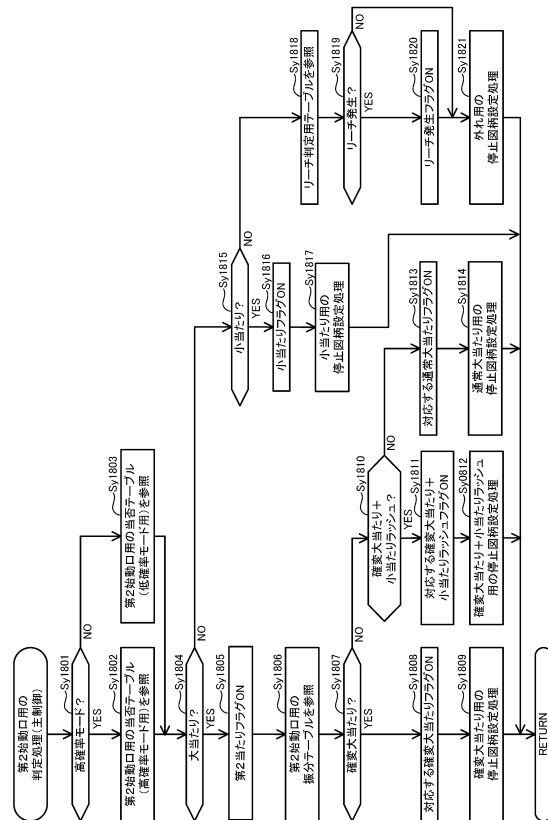 第2始動口用の
判定処理(主制御)
Sy1801
高確率モード?
YES
NO
Sy1802
第2始動口用の当否テーブル
(高確率モード用)を参照
Sy1803
第2始動口用の当否テーブル
(低確率モード用)を参照
Sy1804
大当たり?
YES
NO
Sy1805
第2当たりフラグON
Sy1806
第2始動口用の
振分テーブルを参照
Sy1807
確変大当たり?
YES
NO
Sy1808
対応する確変大当たりフラグON
Sy1809
確変大当たり用の
停止図柄設定処理
Sy1810
確変大当たり+
小当たりラッシュ?
YES
NO
Sy1811
対応する確変大当たり+
小当たりラッシュフラグON
Sy0812
確変大当たり+小当たりラッシュ
用の停止図柄設定処理
Sy1813
対応する通常大当たりフラグON
Sy1814
通常大当たり用の
停止図柄設定処理
Sy1815
小当たり?
YES
NO
Sy1816
小当たりフラグON
Sy1817
小当たり用の
停止図柄設定処理
Sy1818
リーチ判定用テーブルを参照
Sy1819
リーチ発生?
YES
NO
Sy1820
リーチ発生フラグON
Sy1821
外れ用の
停止図柄設定処理
RETURN